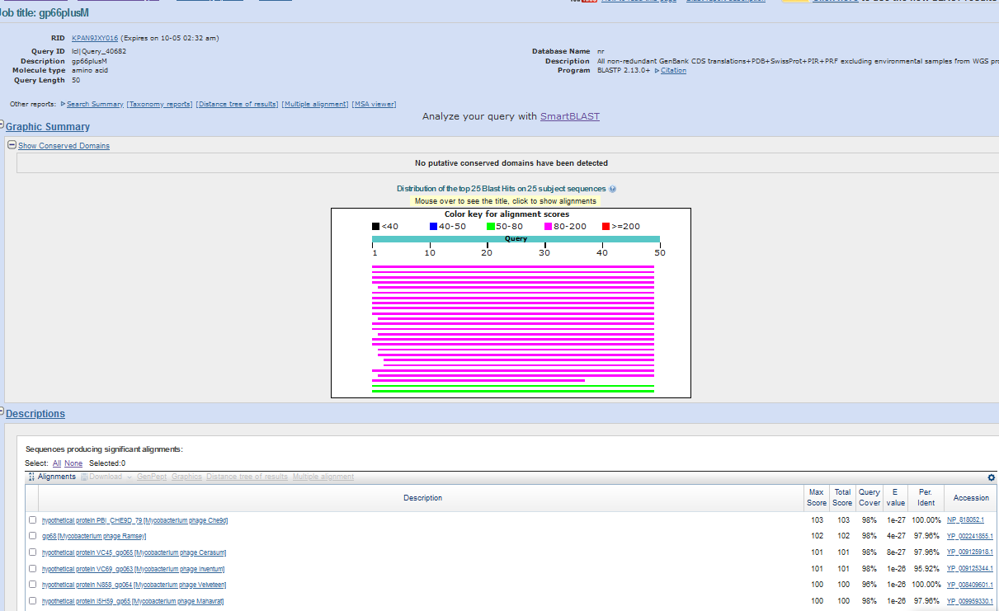 Job title: gp66plusM
RID KPAN9JXY016 (Expires on 10-05 02:32 am)
Query ID lcl|Query_40682
Description gp66plusM
Molecule type amino acid
Query Length 50
Database Name nr
Description All non-redundant GenBank CDS translations+PDB+SwissProt+PIR+PRF excluding environmental samples from WGS pro
Program BLASTP 2.13.0+ Citation
Other reports: Search Summary [Taxonomy reports] [Distance tree of results] [Multiple alignment] [MSA viewer]
Analyze your query with SmartBLAST
Graphic Summary
Show Conserved Domains
No putative conserved domains have been detected
Distribution of the top 25 Blast Hits on 25 subject sequences
Mouse over to see the title, click to show alignments
Color key for alignment scores
<40 40-50 50-80 80-200 >=200
Query
1 10 20 30 40 50
Descriptions
Sequences producing significant alignments:
Select: All None Selected:0
Alignments Download GenPept Graphics Distance tree of results Multiple alignment
Description Max Score Total Score Query Cover E value Per. Ident Accession
hypothetical protein PBI_CHE9D_79 [Mycobacterium phage Che9d] 103 103 98% 1e-27 100.00% NP_818052.1
gp68 [Mycobacterium phage Ramsey] 102 102 98% 4e-27 97.96% YP_002241855.1
hypothetical protein VC45_gp065 [Mycobacterium phage Cerasum] 101 101 98% 8e-27 97.96% YP_009125918.1
hypothetical protein VC69_gp063 [Mycobacterium phage Inventum] 101 101 98% 1e-26 95.92% YP_009125344.1
hypothetical protein N858_gp064 [Mycobacterium phage Velveteen] 100 100 96% 1e-26 100.00% YP_008409601.1
hypothetical protein I5H59_gp65 [Mycobacterium phage Mahavrat] 100 100 98% 1e-26 97.96% YP_009959330.1